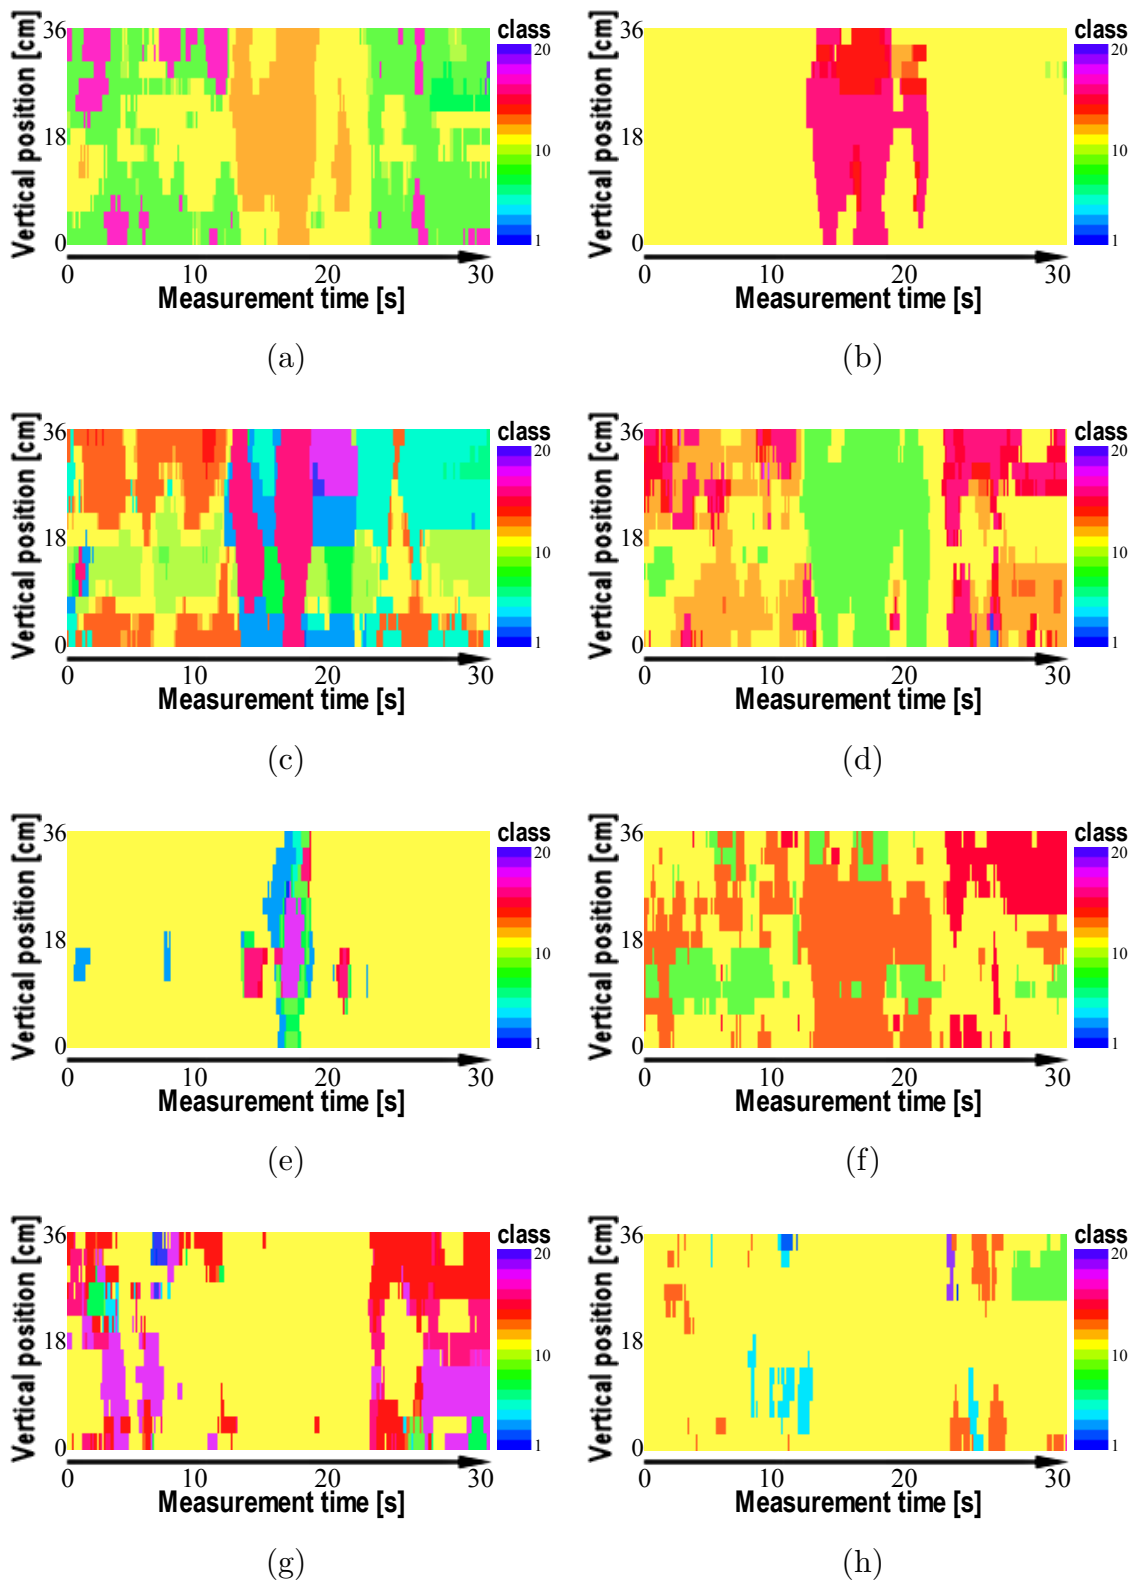 Vertical position [cm] 36 18 0 class 20 10 1
0 10 20 30
Measurement time [s]
(a)
Vertical position [cm] 36 18 0 class 20 10 1
0 10 20 30
Measurement time [s]
(b)
Vertical position [cm] 36 18 0 class 20 10 1
0 10 20 30
Measurement time [s]
(c)
Vertical position [cm] 36 18 0 class 20 10 1
0 10 20 30
Measurement time [s]
(d)
Vertical position [cm] 36 18 0 class 20 10 1
0 10 20 30
Measurement time [s]
(e)
Vertical position [cm] 36 18 0 class 20 10 1
0 10 20 30
Measurement time [s]
(f)
Vertical position [cm] 36 18 0 class 20 10 1
0 10 20 30
Measurement time [s]
(g)
Vertical position [cm] 36 18 0 class 20 10 1
0 10 20 30
Measurement time [s]
(h)